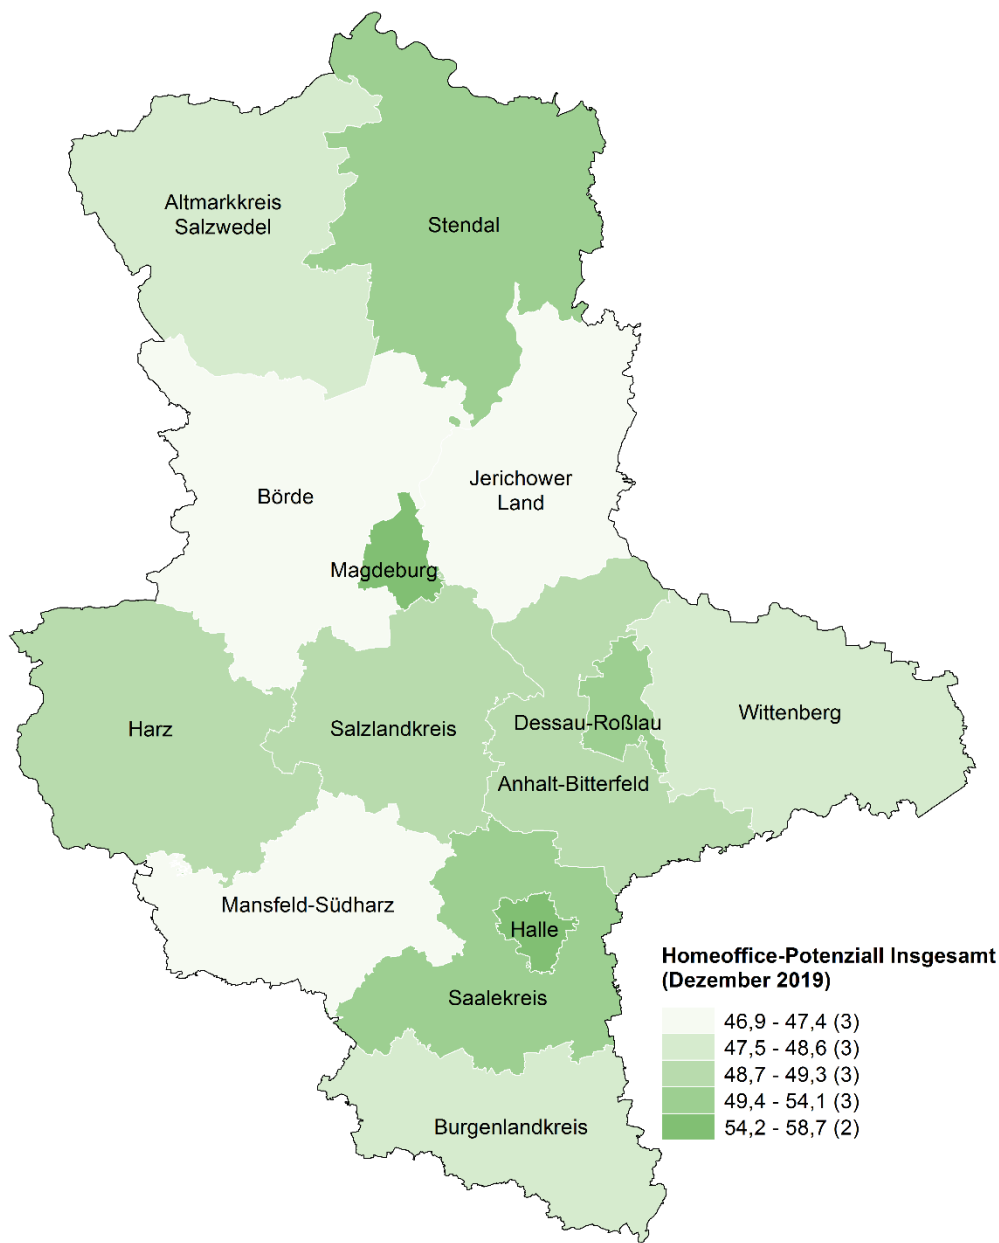 Altmarkkreis
Salzwedel
Stendal
Jerichower
Land
Börde
Magdeburg
Harz
Salzlandkreis
Dessau-Roßlau
Wittenberg
Anhalt-Bitterfeld
Mansfeld-Südharz
Halle
Saalekreis
Burgenlandkreis
Homeoffice-Potenziall Insgesamt
(Dezember 2019)
46,9 - 47,4 (3)
47,5 - 48,6 (3)
48,7 - 49,3 (3)
49,4 - 54,1 (3)
54,2 - 58,7 (2)